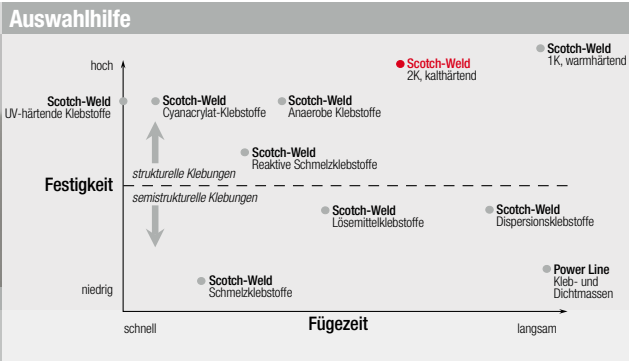 Auswahlhilfe
hoch
Scotch-Weld
1K, warmhärtend
Scotch-Weld
2K, kalthärtend
Scotch-Weld
UV-härtende Klebstoffe
Scotch-Weld
Cyanacrylat-Klebstoffe
Scotch-Weld
Anaerobe Klebstoffe
Scotch-Weld
Reaktive Schmelzklebstoffe
strukturelle Klebungen
Festigkeit
semistrukturelle Klebungen
Scotch-Weld
Lösemittelklebstoffe
Scotch-Weld
Dispersionsklebstoffe
Scotch-Weld
Schmelzklebstoffe
Power Line
Kleb- und
Dichtmassen
niedrig
schnell
Fügezeit
langsam